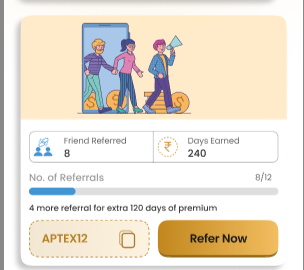 Friend Referred
8
Days Earned
240
No. of Referrals
8/12
4 more referral for extra 120 days of premium
APTEX12
Refer Now